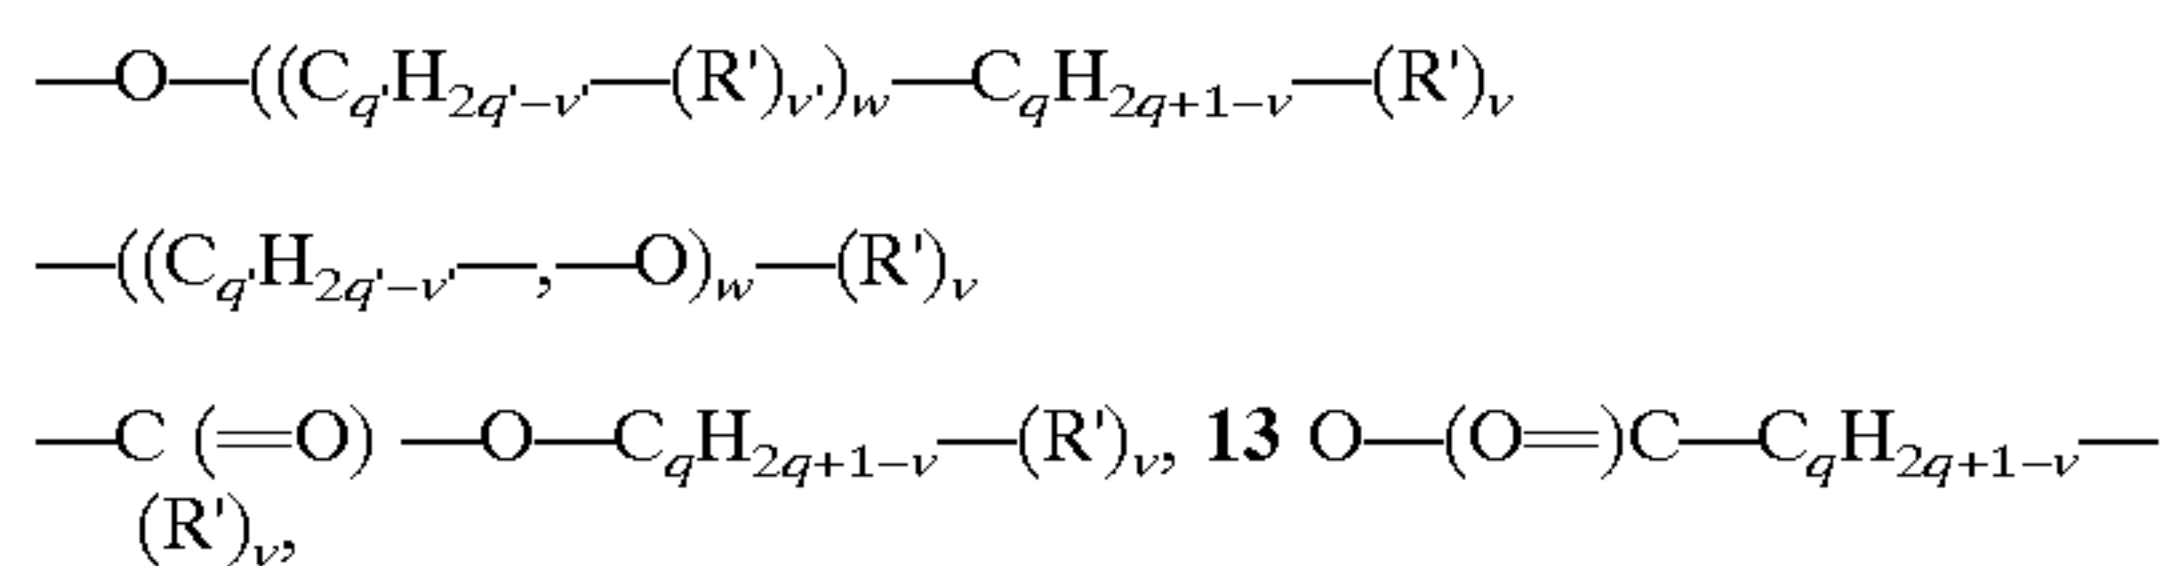 —O—((C_{q'}H_{2q'−v'}—(R')_{v'})_w—C_qH_{2q+1−v}—(R')_v
—((C_{q'}H_{2q'−v'}—,—O)_w—(R')_v
—C (=O) —O—C_qH_{2q+1−v}—(R')_v, 13 O—(O=)C—C_qH_{2q+1−v}—
(R')_v,